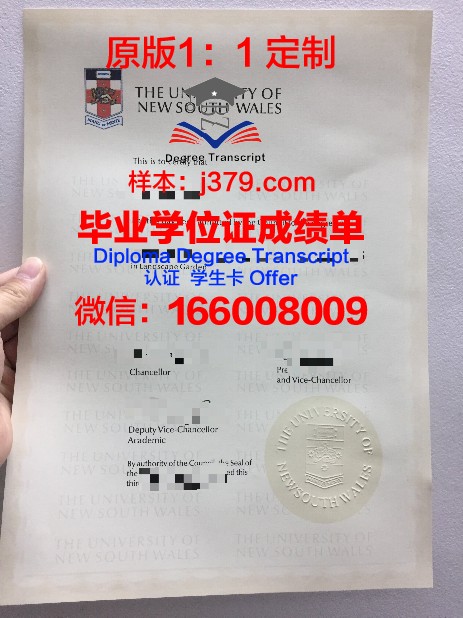 原版1：1 定制
THE UNIVERSITY OF
NEW SOUTH WALES
This is to certify that
Degree Transcript
样本：j379.com
毕业学位证成绩单
Diploma Degree Transcript
in Landscape
认证 学生卡 Offer
微信：166008009
Chancellor
and Vice-Chancellor
Deputy Vice-Chancellor
Academic
By authority of the Council, the Seal of
the
this
THE UNIVERSITY OF
NEW SOUTH WALES